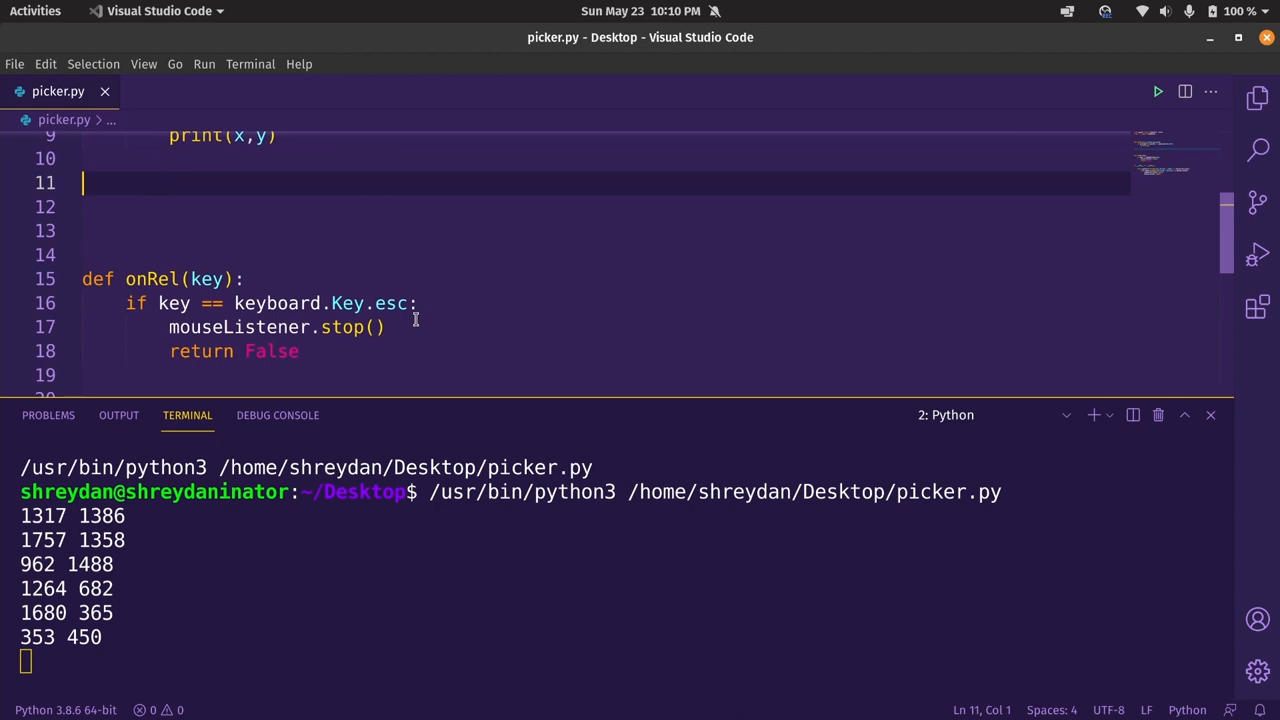 Activities Visual Studio Code Sun May 23 10:10 PM 100 %
picker.py - Desktop - Visual Studio Code
File Edit Selection View Go Run Terminal Help
picker.py
picker.py > ...
9 print(x,y)
10
11
12
13
14
15 def onRel(key):
16 if key == keyboard.Key.esc:
17 mouseListener.stop()
18 return False
19
PROBLEMS OUTPUT TERMINAL DEBUG CONSOLE 2: Python
/usr/bin/python3 /home/shreydan/Desktop/picker.py
shreydan@shreydaninator:~/Desktop$ /usr/bin/python3 /home/shreydan/Desktop/picker.py
1317 1386
1757 1358
962 1488
1264 682
1680 365
353 450
Python 3.8.6 64-bit 0 0 Ln 11, Col 1 Spaces: 4 UTF-8 LF Python